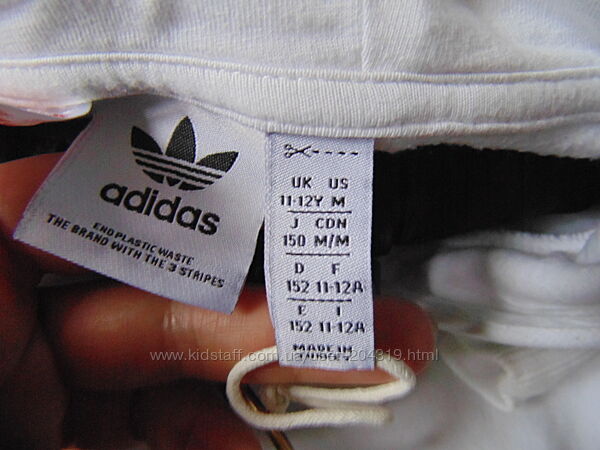 adidas
END PLASTIC WASTE
THE BRAND WITH THE 3 STRIPES
UK US
11-12Y M
J CDN
150 M/M
D F
152 11-12A
E I
152 11-12A
MADE IN
www.kidstaff.com.ua